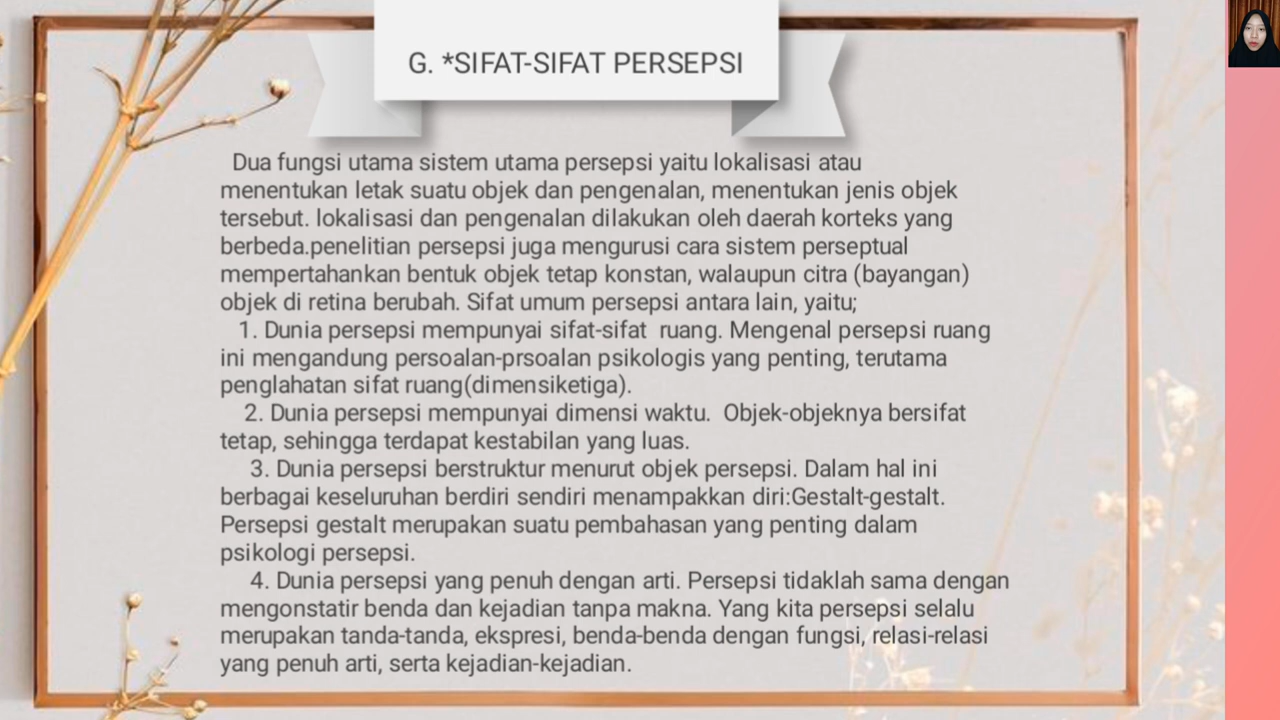 G. *SIFAT-SIFAT PERSEPSI
Dua fungsi utama sistem utama persepsi yaitu lokalisasi atau
menentukan letak suatu objek dan pengenalan, menentukan jenis objek
tersebut. lokalisasi dan pengenalan dilakukan oleh daerah korteks yang
berbeda.penelitian persepsi juga mengurusi cara sistem perseptual
mempertahankan bentuk objek tetap konstan, walaupun citra (bayangan)
objek di retina berubah. Sifat umum persepsi antara lain, yaitu;
1. Dunia persepsi mempunyai sifat-sifat  ruang. Mengenal persepsi ruang
ini mengandung persoalan-prsoalan psikologis yang penting, terutama
penglahatan sifat ruang(dimensiketiga).
2. Dunia persepsi mempunyai dimensi waktu.  Objek-objeknya bersifat
tetap, sehingga terdapat kestabilan yang luas.
3. Dunia persepsi berstruktur menurut objek persepsi. Dalam hal ini
berbagai keseluruhan berdiri sendiri menampakkan diri:Gestalt-gestalt.
Persepsi gestalt merupakan suatu pembahasan yang penting dalam
psikologi persepsi.
4. Dunia persepsi yang penuh dengan arti. Persepsi tidaklah sama dengan
mengonstatir benda dan kejadian tanpa makna. Yang kita persepsi selalu
merupakan tanda-tanda, ekspresi, benda-benda dengan fungsi, relasi-relasi
yang penuh arti, serta kejadian-kejadian.